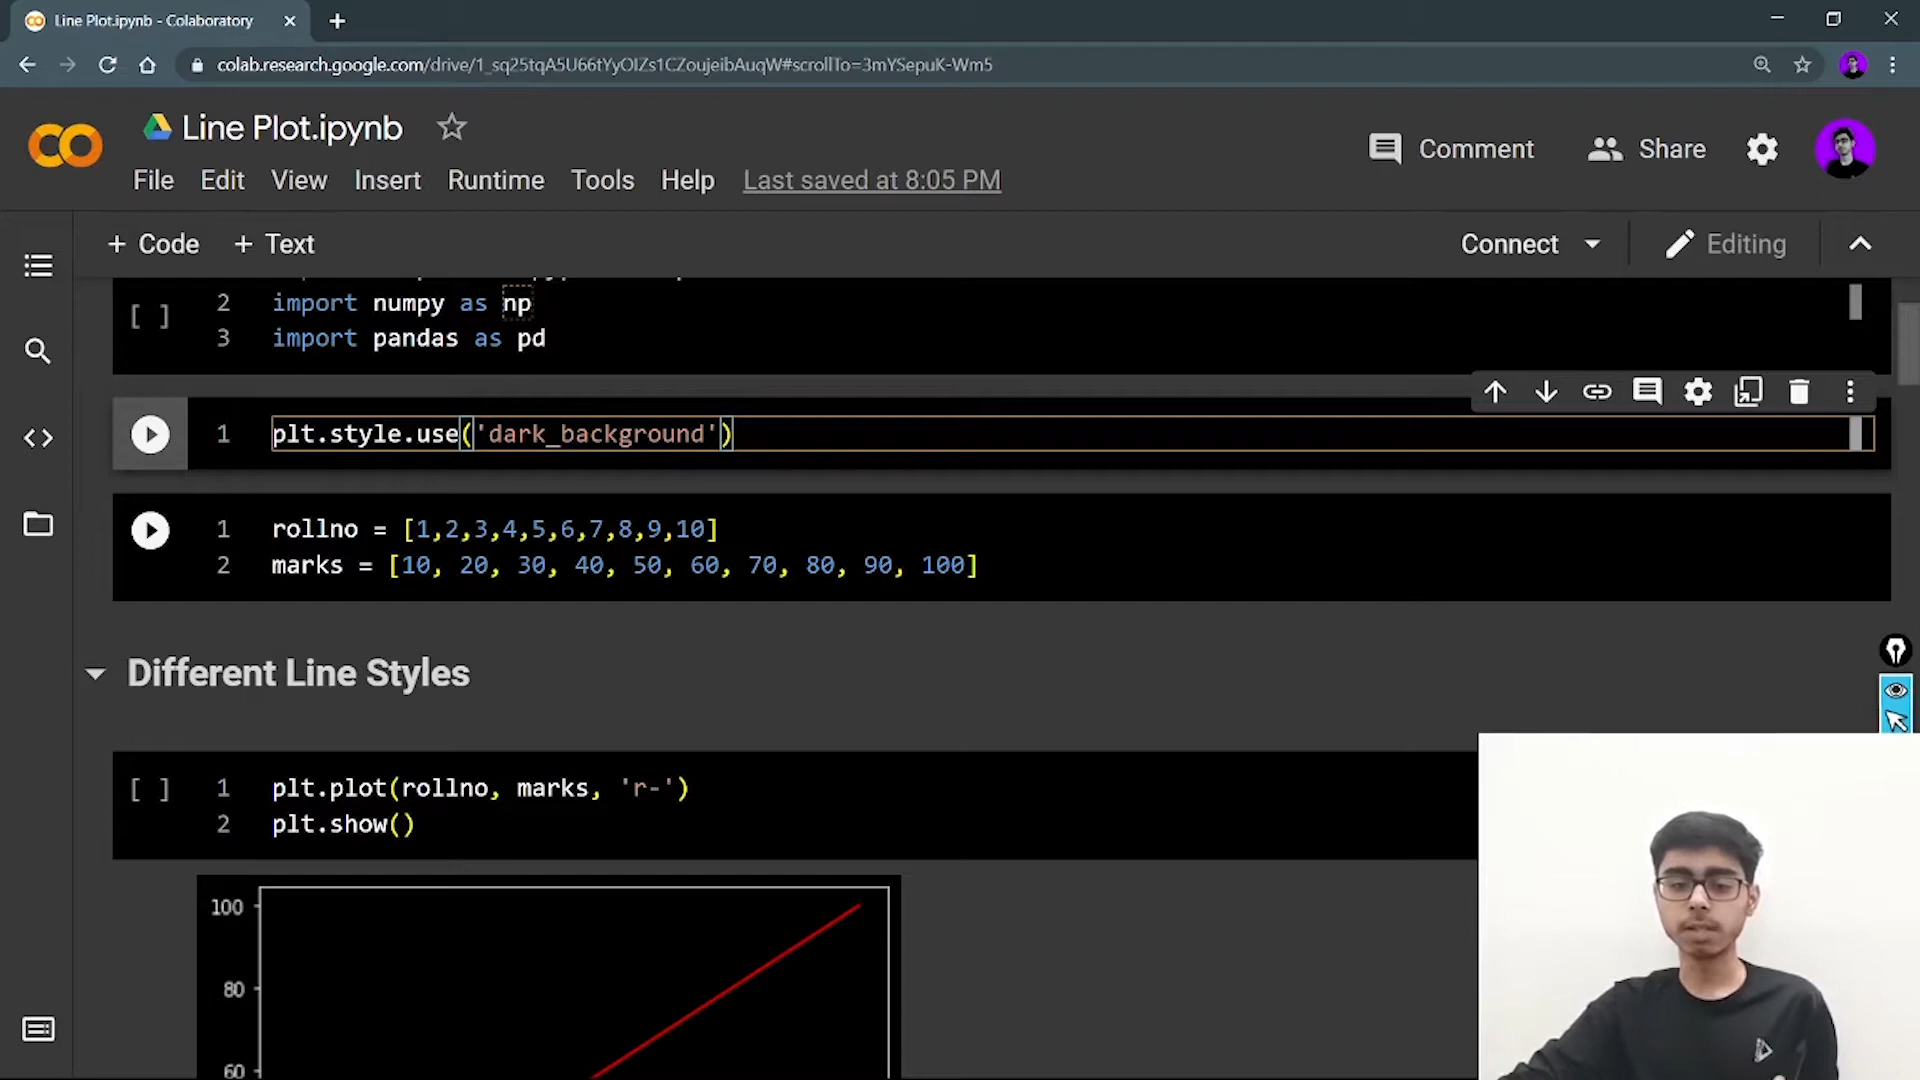 Line Plot.ipynb - Colaboratory
colab.research.google.com/drive/1_sq25tqA5U66tYyOIZs1CZoujeibAuqW#scrollTo=3mYSepuK-Wm5
Line Plot.ipynb
Comment
Share
File Edit View Insert Runtime Tools Help Last saved at 8:05 PM
+ Code + Text
Connect
Editing
[ ]
2 import numpy as np
3 import pandas as pd
1 plt.style.use('dark_background')
1 rollno = [1,2,3,4,5,6,7,8,9,10]
2 marks = [10, 20, 30, 40, 50, 60, 70, 80, 90, 100]
Different Line Styles
[ ] 1 plt.plot(rollno, marks, 'r-')
2 plt.show()
100
80
60